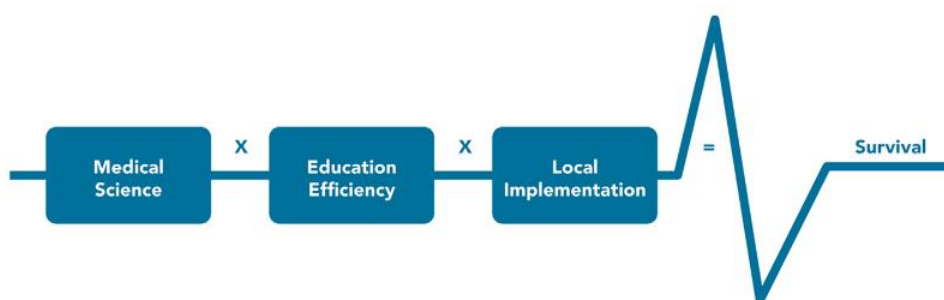 Medical
Science
X
Education
Efficiency
X
Local
Implementation
=
Survival